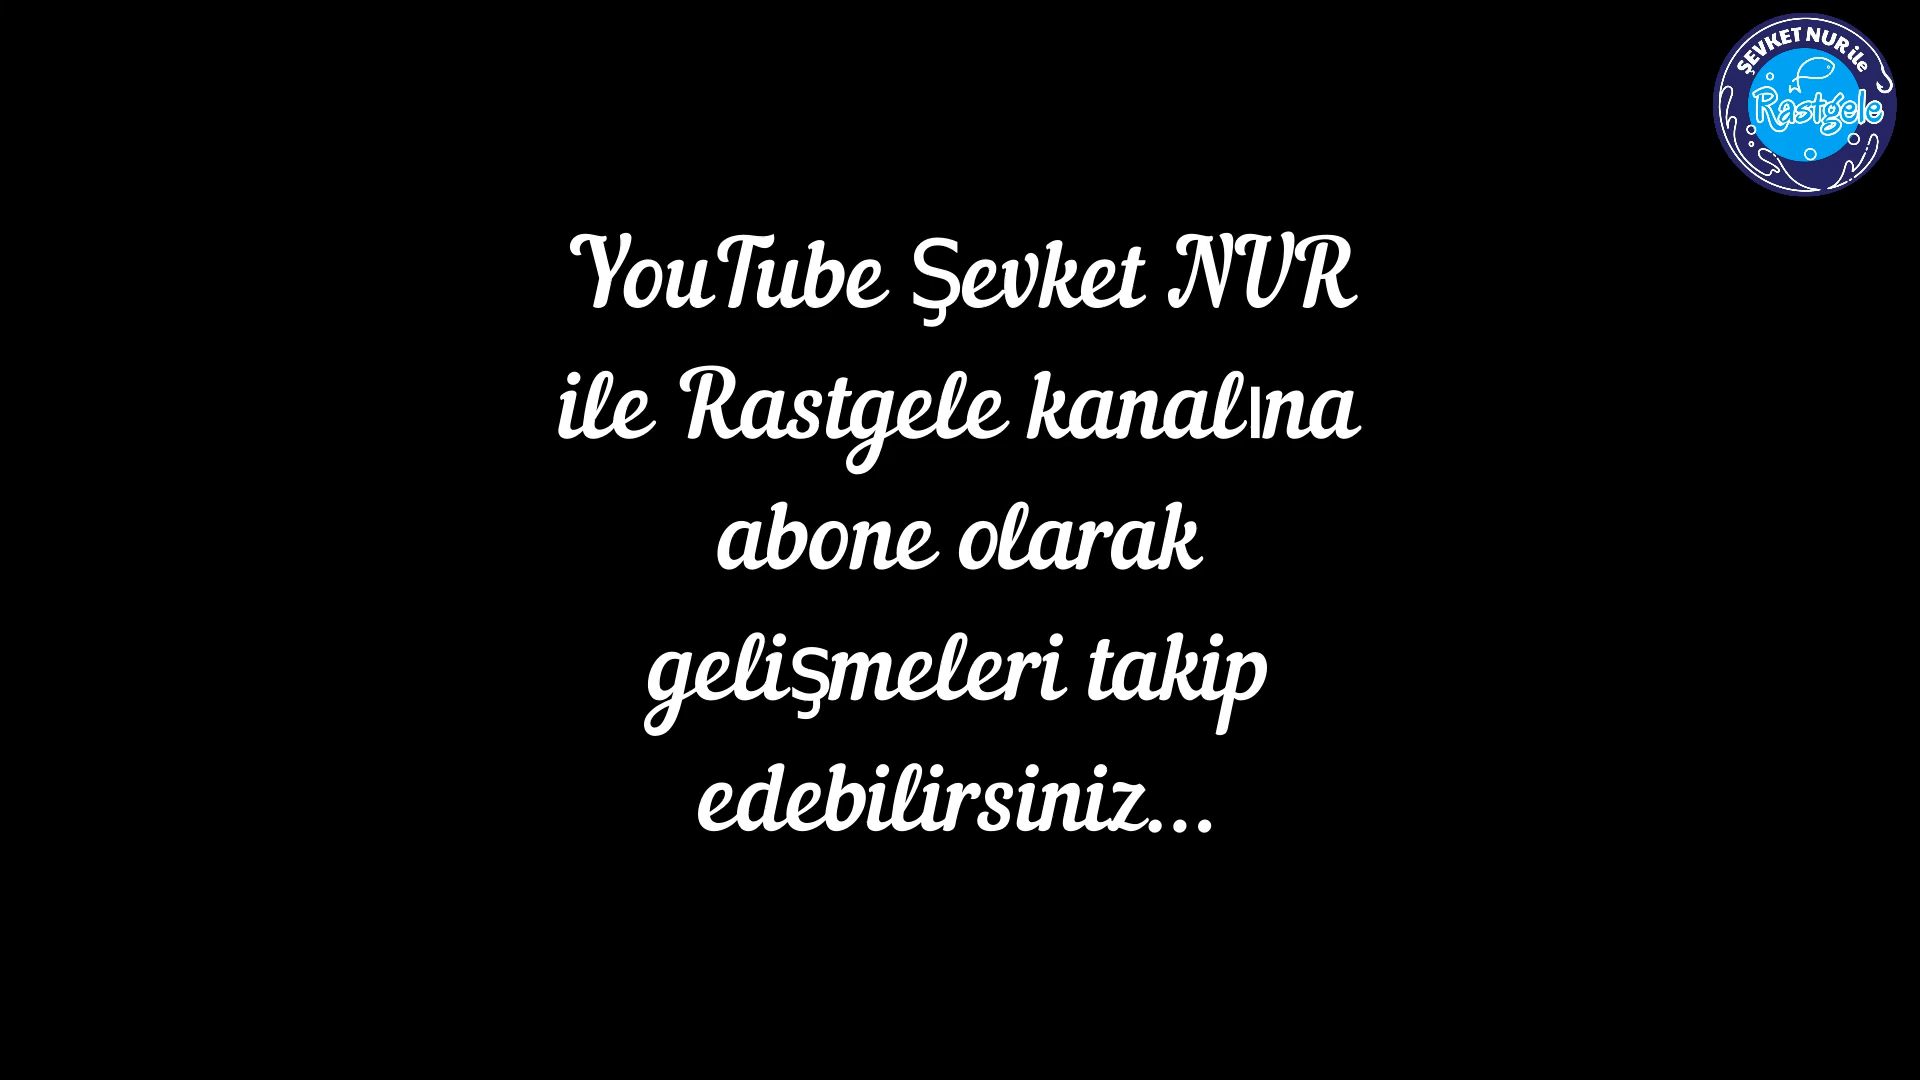 ŞEVKET NUR ile
Rastgele
YouTube Şevket NUR
ile Rastgele kanalına
abone olarak
gelişmeleri takip
edebilirsiniz...